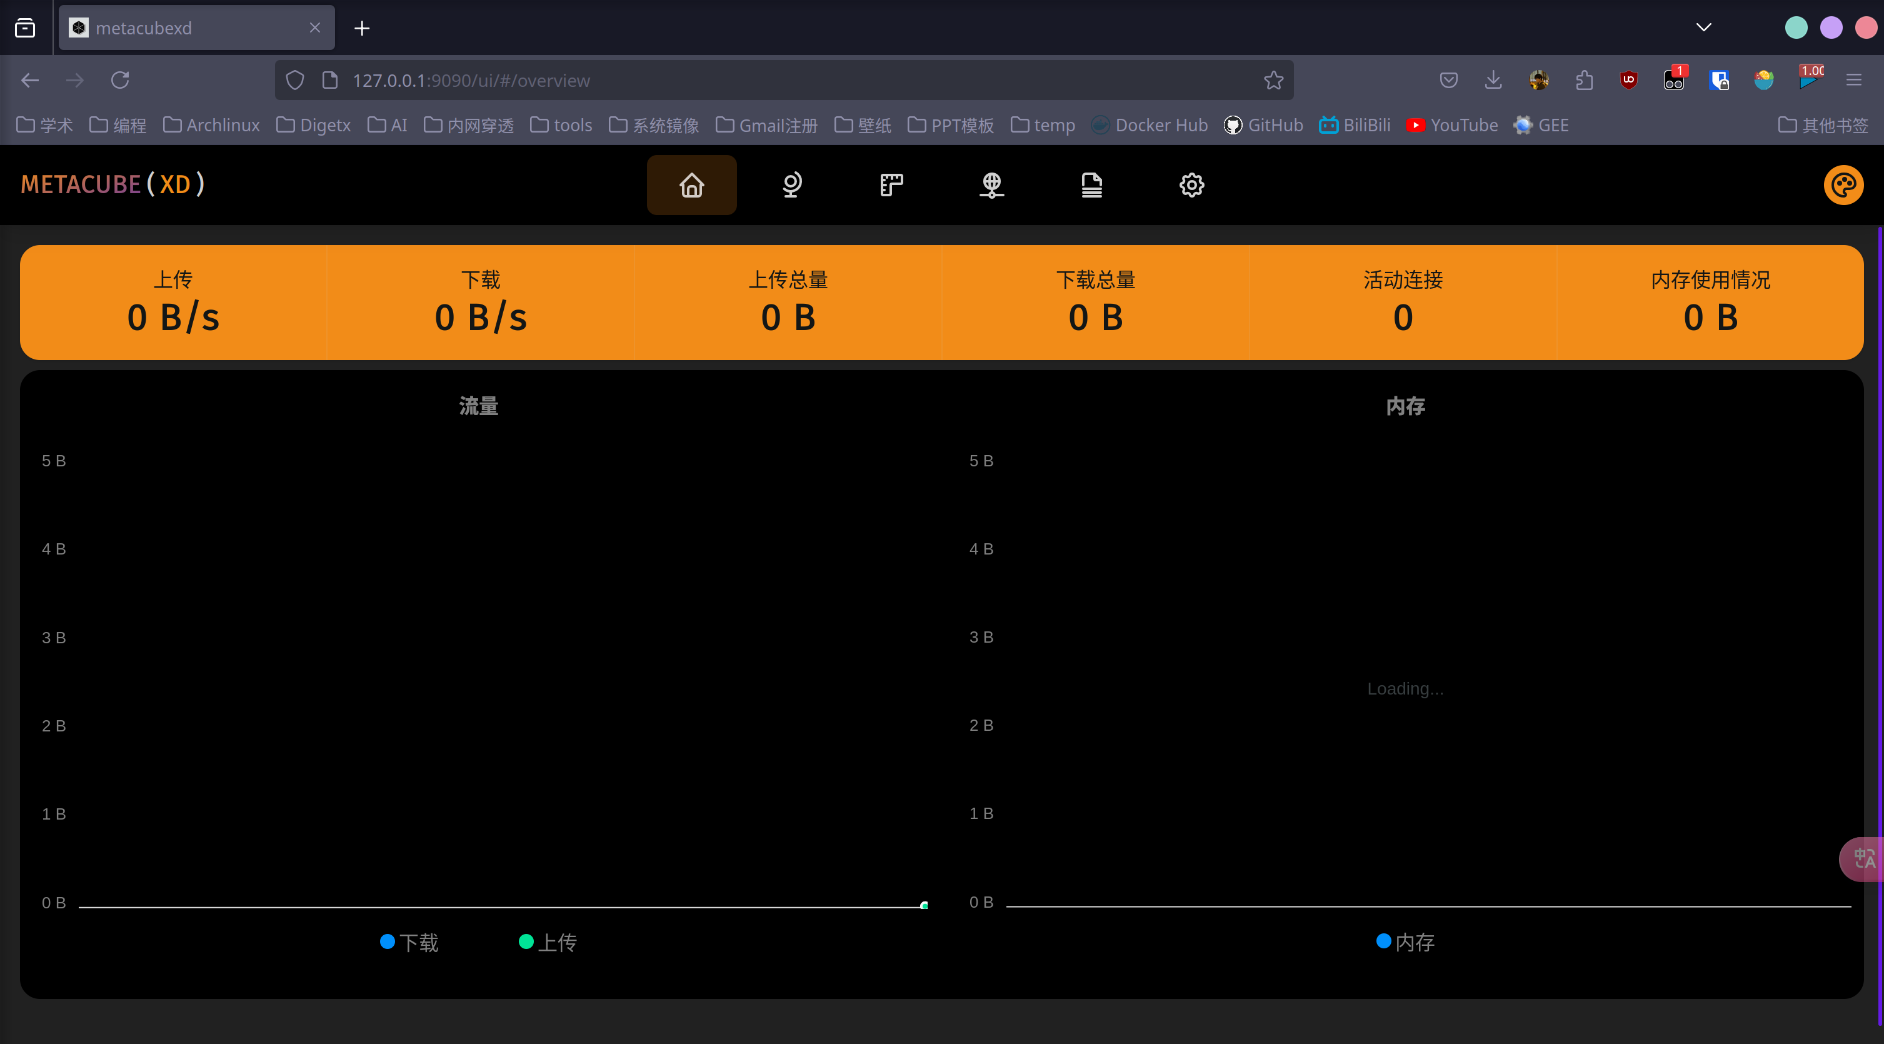 metacubexd
127.0.0.1:9090/ui/#/overview
1
1.00
学术 编程 Archlinux Digetx AI 内网穿透 tools 系统镜像 Gmail注册 壁纸 PPT模板 temp Docker Hub GitHub BiliBili YouTube GEE 其他书签
METACUBE(XD)
上传 下载 上传总量 下载总量 活动连接 内存使用情况
0 B/s 0 B/s 0 B 0 B 0 0 B
流量
5 B
4 B
3 B
2 B
1 B
0 B
下载 上传
内存
5 B
4 B
3 B
Loading...
2 B
1 B
0 B
内存
中A